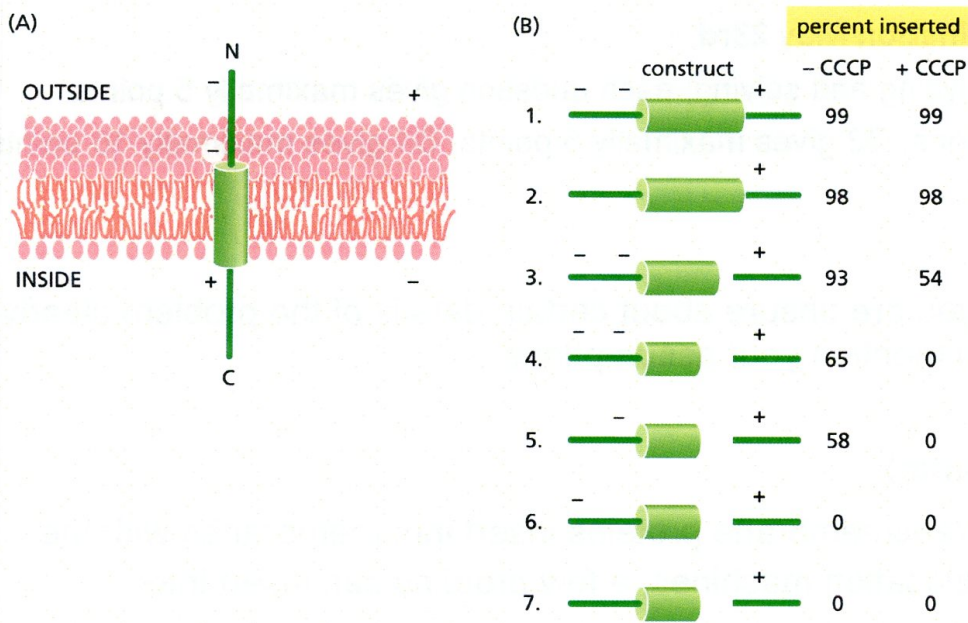 (A)
N
−
OUTSIDE +
−
INSIDE + −
C
(B)
percent inserted
construct − CCCP + CCCP
1. + 99 99
2. + 98 98
3. − − + 93 54
4. − − + 65 0
5. − + 58 0
6. − + 0 0
7. + 0 0